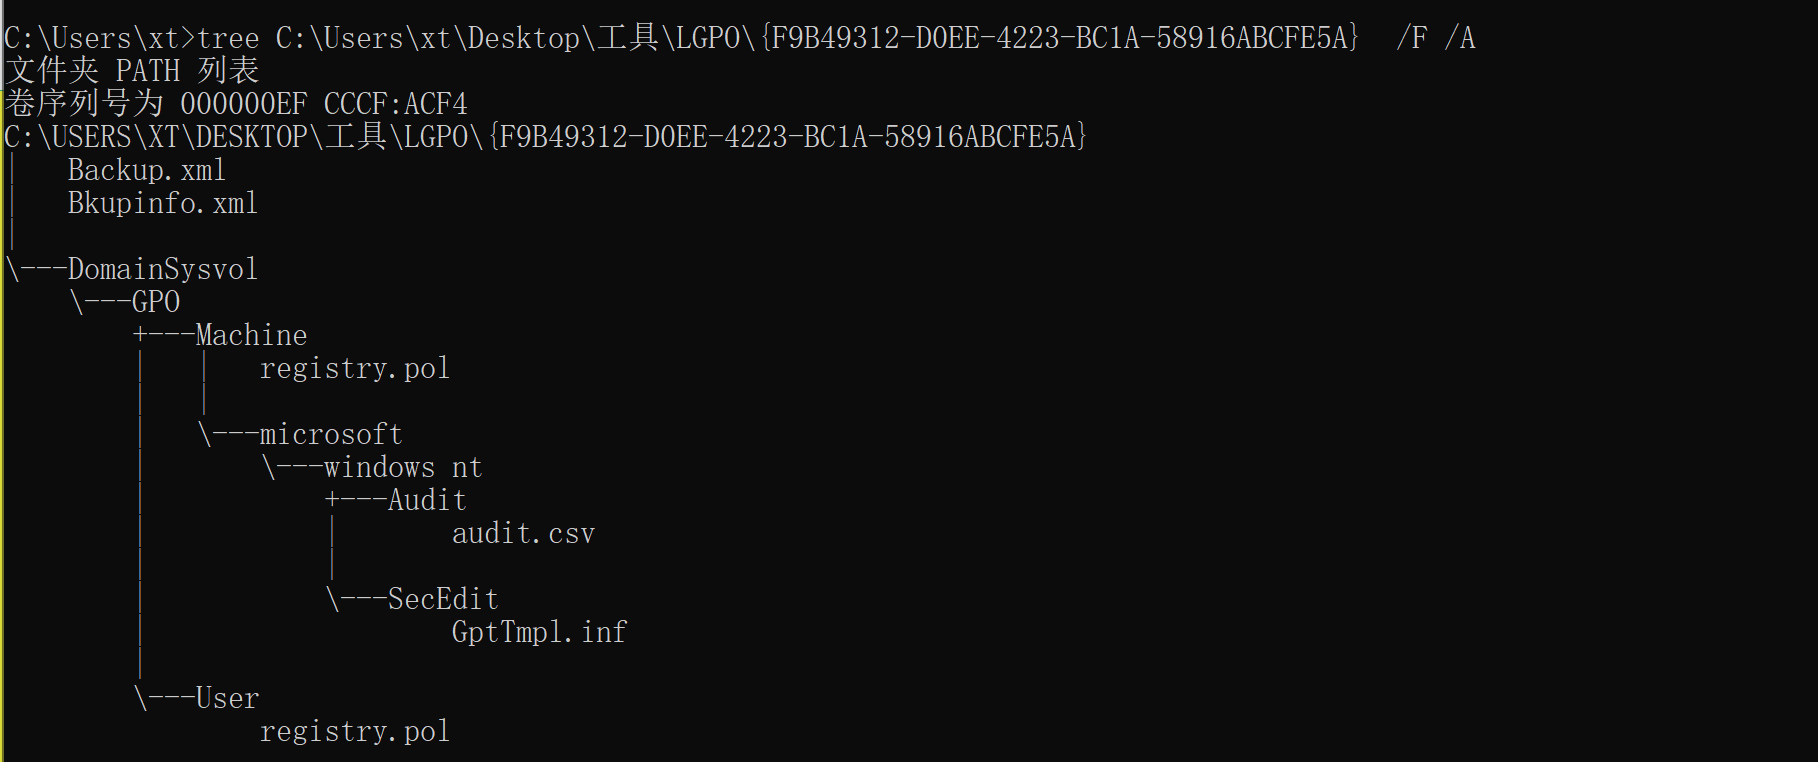 C:\Users\xt>tree C:\Users\xt\Desktop\工具\LGPO\{F9B49312-D0EE-4223-BC1A-58916ABCFE5A}  /F /A
文件夹 PATH 列表
卷序列号为 000000EF CCCF:ACF4
C:\USERS\XT\DESKTOP\工具\LGPO\{F9B49312-D0EE-4223-BC1A-58916ABCFE5A}
|   Backup.xml
|   Bkupinfo.xml
|
\---DomainSysvol
    \---GPO
        +---Machine
        |   |   registry.pol
        |   |
        |   \---microsoft
        |       \---windows nt
        |           +---Audit
        |           |       audit.csv
        |           |
        |           \---SecEdit
        |                   GptTmpl.inf
        |
        \---User
                registry.pol